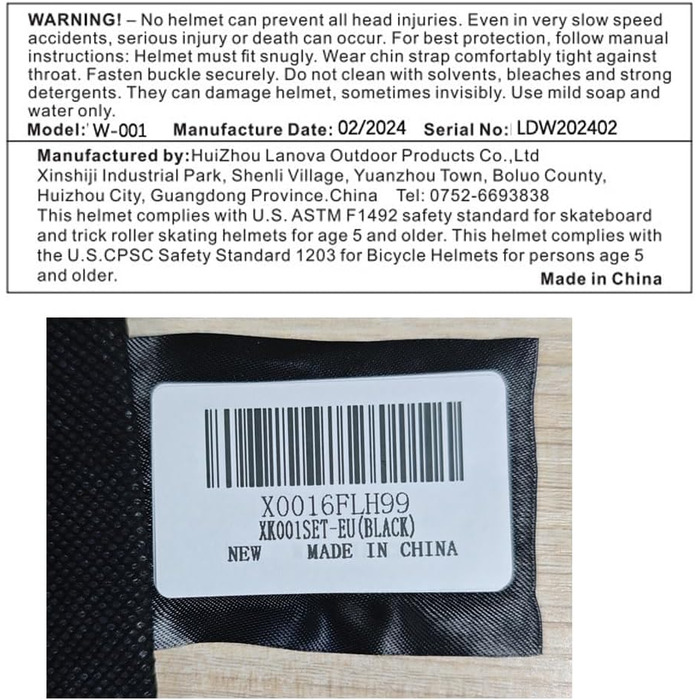 WARNING! – No helmet can prevent all head injuries. Even in very slow speed
accidents, serious injury or death can occur. For best protection, follow manual
instructions: Helmet must fit snugly. Wear chin strap comfortably tight against
throat. Fasten buckle securely. Do not clean with solvents, bleaches and strong
detergents. They can damage helmet, sometimes invisibly. Use mild soap and
water only.
Model: W-001 Manufacture Date: 02/2024 Serial No: LDW202402
Manufactured by:HuiZhou Lanova Outdoor Products Co.,Ltd
Xinshiji Industrial Park, Shenli Village, Yuanzhou Town, Boluo County,
Huizhou City, Guangdong Province.China Tel: 0752-6693838
This helmet complies with U.S. ASTM F1492 safety standard for skateboard
and trick roller skating helmets for age 5 and older. This helmet complies with
the U.S.CPSC Safety Standard 1203 for Bicycle Helmets for persons age 5
and older. Made in China
X0016FLH99
XK001SET-EU(BLACK)
NEW MADE IN CHINA